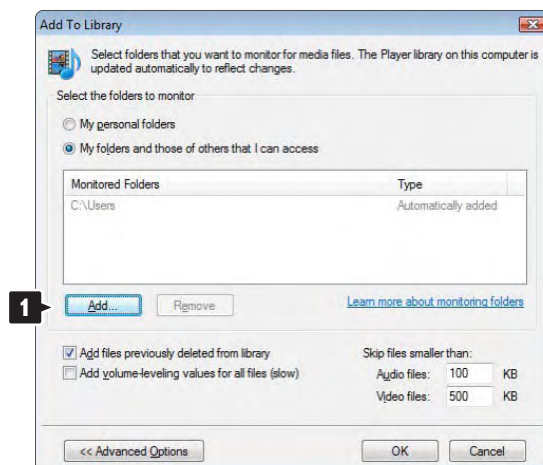 Add To Library
Select folders that you want to monitor for media files. The Player library on this computer is
updated automatically to reflect changes.
Select the folders to monitor
My personal folders
My folders and those of others that I can access
Monitored Folders Type
C:\Users Automatically added
1 Add... Remove Learn more about monitoring folders
Add files previously deleted from library Skip files smaller than:
Add volume-leveling values for all files (slow) Audio files: 100 KB
Video files: 500 KB
<< Advanced Options OK Cancel